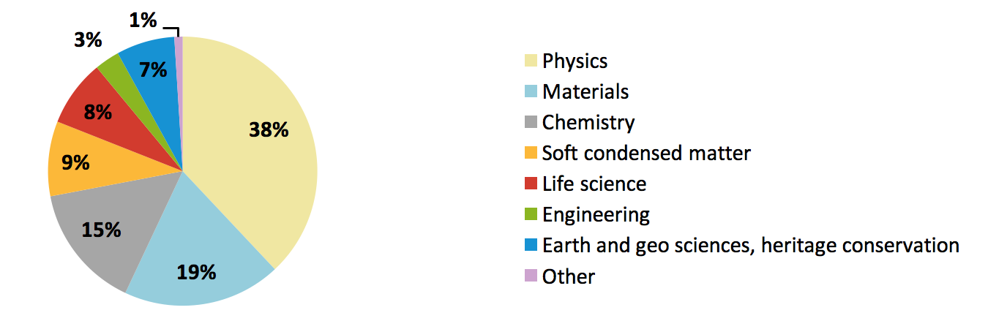 1%
3%
7%
38%
8%
9%
15%
19%
Physics
Materials
Chemistry
Soft condensed matter
Life science
Engineering
Earth and geo sciences, heritage conservation
Other